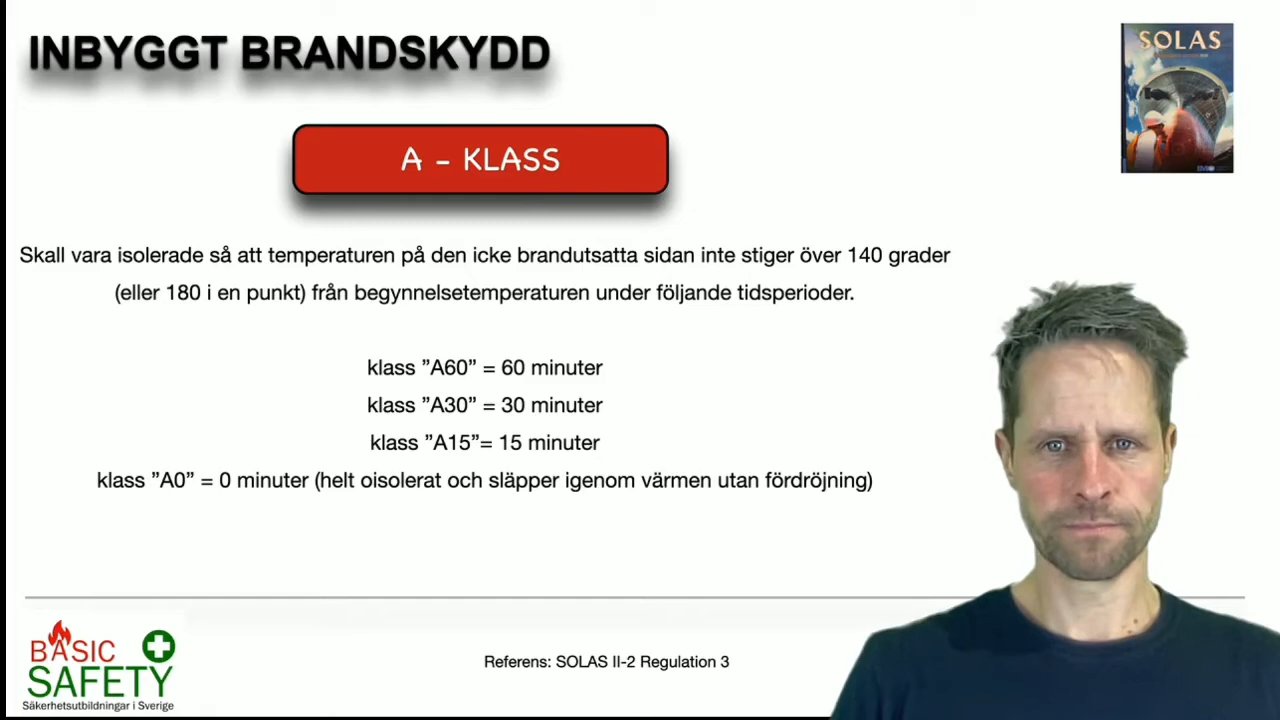 INBYGGT BRANDSKYDD
SOLAS
A - KLASS
Skall vara isolerade så att temperaturen på den icke brandutsatta sidan inte stiger över 140 grader
(eller 180 i en punkt) från begynnelsetemperaturen under följande tidsperioder.
klass ”A60” = 60 minuter
klass ”A30” = 30 minuter
klass ”A15”= 15 minuter
klass ”A0” = 0 minuter (helt oisolerat och släpper igenom värmen utan fördröjning)
BASIC
SAFETY
Säkerhetsutbildningar i Sverige
Referens: SOLAS II-2 Regulation 3